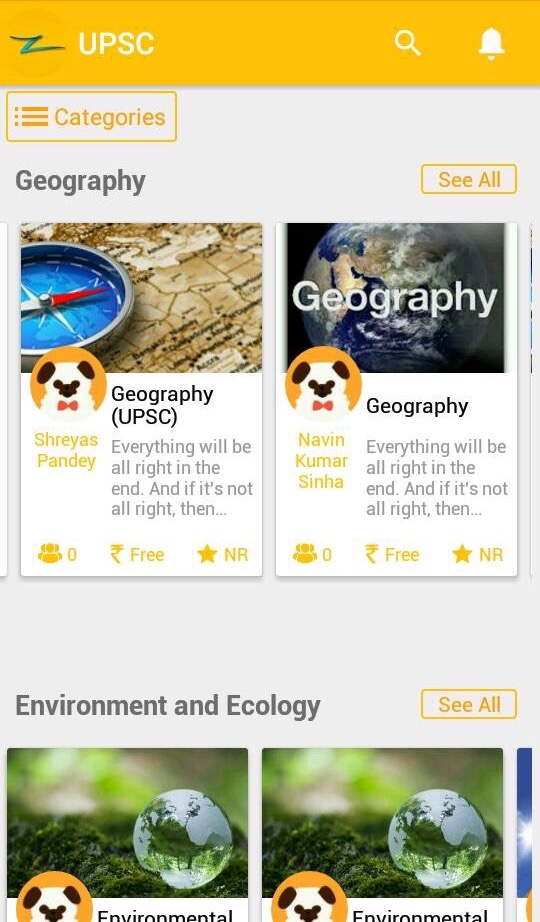 UPSC
Categories
Geography
See All
Geography
Geography
(UPSC)
Shreyas
Pandey
Everything will be
all right in the
end. And if it's not
all right, then...
0
₹ Free
NR
Geography
Navin
Kumar
Sinha
Everything will be
all right in the
end. And if it's not
all right, then...
0
₹ Free
NR
Environment and Ecology
See All
Environmental
Environmental